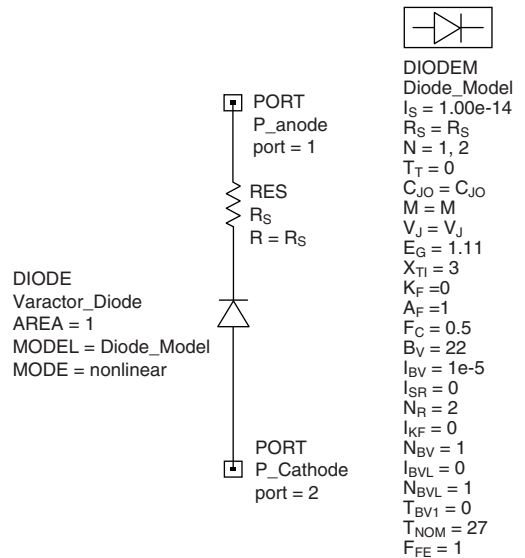 PORT
P_anode
port = 1
RES
R_S
R = R_S
DIODE
Varactor_Diode
AREA = 1
MODEL = Diode_Model
MODE = nonlinear
PORT
P_Cathode
port = 2
DIODEM
Diode_Model
I_S = 1.00e-14
R_S = R_S
N = 1, 2
T_T = 0
C_JO = C_JO
M = M
V_J = V_J
E_G = 1.11
X_TI = 3
K_F =0
A_F =1
F_C = 0.5
B_V = 22
I_BV = 1e-5
I_SR = 0
N_R = 2
I_KF = 0
N_BV = 1
I_BVL = 0
N_BVL = 1
T_BV1 = 0
T_NOM = 27
F_FE = 1